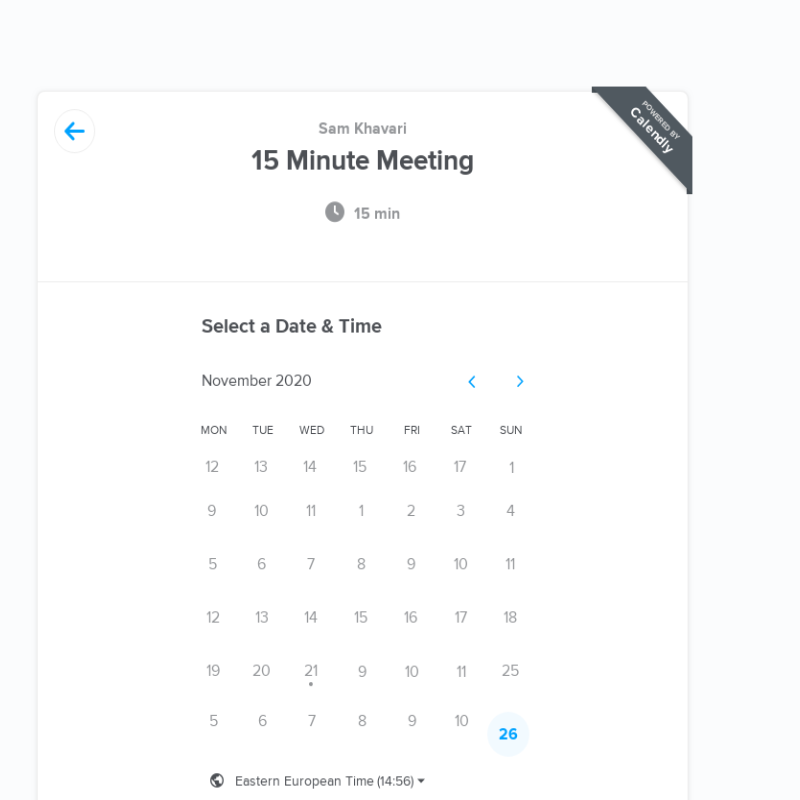 POWERED BY
Calendly
Sam Khavari
15 Minute Meeting
15 min
Select a Date & Time
November 2020
MON TUE WED THU FRI SAT SUN
12 13 14 15 16 17 1
9 10 11 1 2 3 4
5 6 7 8 9 10 11
12 13 14 15 16 17 18
19 20 21 9 10 11 25
5 6 7 8 9 10 26
Eastern European Time (14:56)